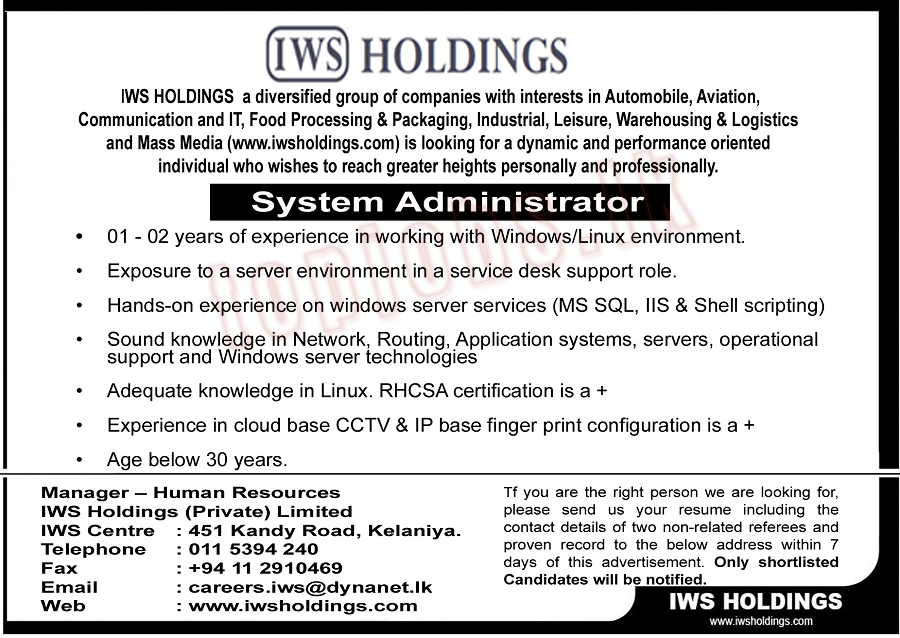 IWS HOLDINGS
IWS HOLDINGS a diversified group of companies with interests in Automobile, Aviation,
Communication and IT, Food Processing & Packaging, Industrial, Leisure, Warehousing & Logistics
and Mass Media (www.iwsholdings.com) is looking for a dynamic and performance oriented
individual who wishes to reach greater heights personally and professionally.
System Administrator
• 01 - 02 years of experience in working with Windows/Linux environment.
• Exposure to a server environment in a service desk support role.
• Hands-on experience on windows server services (MS SQL, IIS & Shell scripting)
• Sound knowledge in Network, Routing, Application systems, servers, operational
support and Windows server technologies
• Adequate knowledge in Linux. RHCSA certification is a +
• Experience in cloud base CCTV & IP base finger print configuration is a +
• Age below 30 years.
topjobs.lk
Manager – Human Resources
IWS Holdings (Private) Limited
IWS Centre : 451 Kandy Road, Kelaniya.
Telephone : 011 5394 240
Fax : +94 11 2910469
Email : careers.iws@dynanet.lk
Web : www.iwsholdings.com
Tf you are the right person we are looking for,
please send us your resume including the
contact details of two non-related referees and
proven record to the below address within 7
days of this advertisement. Only shortlisted
Candidates will be notified.
IWS HOLDINGS
www.iwsholdings.com